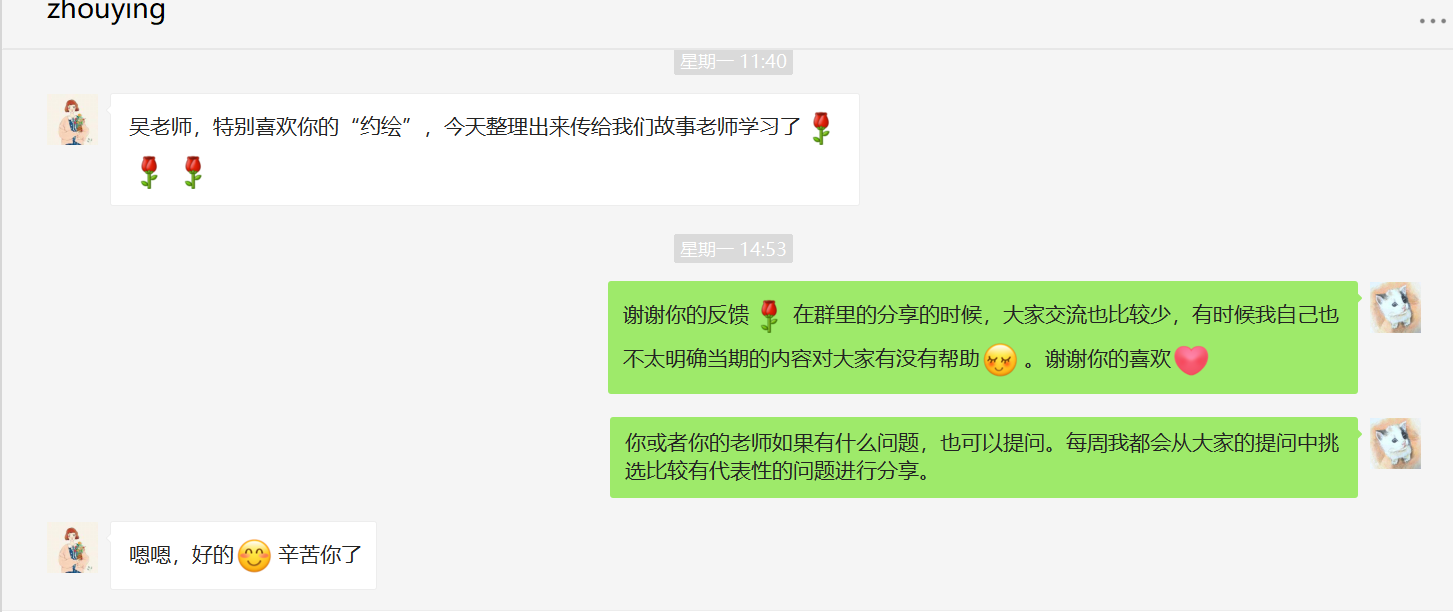 zhouying
星期一 11:40
吴老师，特别喜欢你的“约绘”，今天整理出来传给我们故事老师学习了
星期一 14:53
谢谢你的反馈 在群里的分享的时候，大家交流也比较少，有时候我自己也
不太明确当期的内容对大家有没有帮助 。谢谢你的喜欢
你或者你的老师如果有什么问题，也可以提问。每周我都会从大家的提问中挑
选比较有代表性的问题进行分享。
嗯嗯，好的 辛苦你了